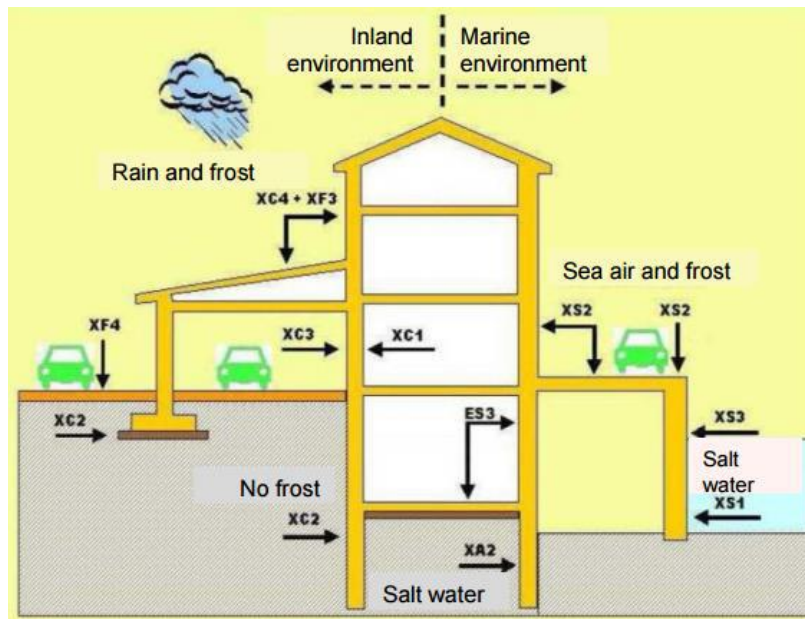 Inland environment
Marine environment
Rain and frost
XC4 + XF3
Sea air and frost
XS2
XS2
XF4
XC3
XC1
XC2
ES3
XS3
Salt water
No frost
XS1
XC2
XA2
Salt water